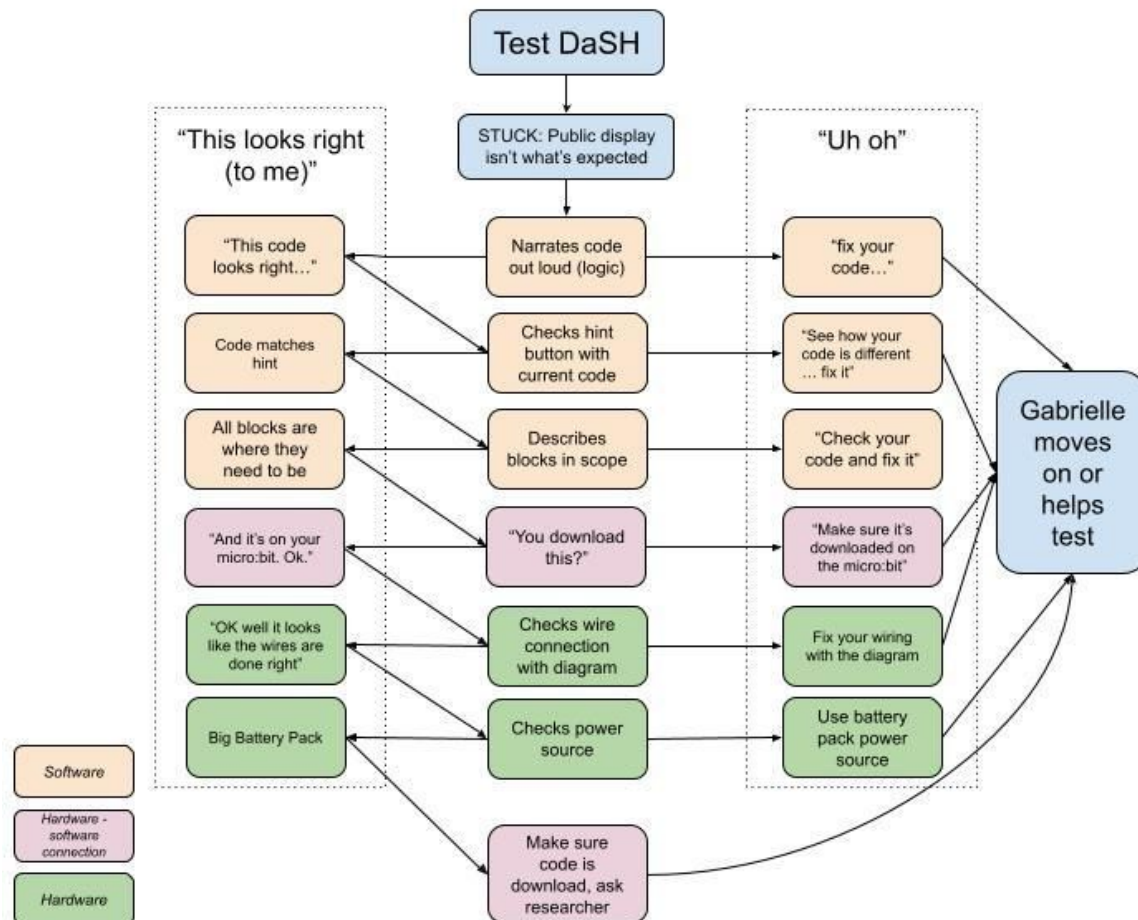 Test DaSH
STUCK: Public display
isn't what's expected
"This looks right
(to me)"
"Uh oh"
"This code
looks right…"
Narrates code
out loud (logic)
"fix your
code…"
Code matches
hint
Checks hint
button with
current code
"See how your
code is different
… fix it"
All blocks are
where they
need to be
Describes
blocks in scope
"Check your
code and fix it"
"And it's on your
micro:bit. Ok."
"You download
this?"
"Make sure it's
downloaded on
the micro:bit"
"OK well it looks
like the wires are
done right"
Checks wire
connection
with diagram
Fix your wiring
with the diagram
Big Battery Pack
Checks power
source
Use battery
pack power
source
Make sure
code is
download, ask
researcher
Gabrielle
moves
on or
helps
test
Software
Hardware -
software
connection
Hardware